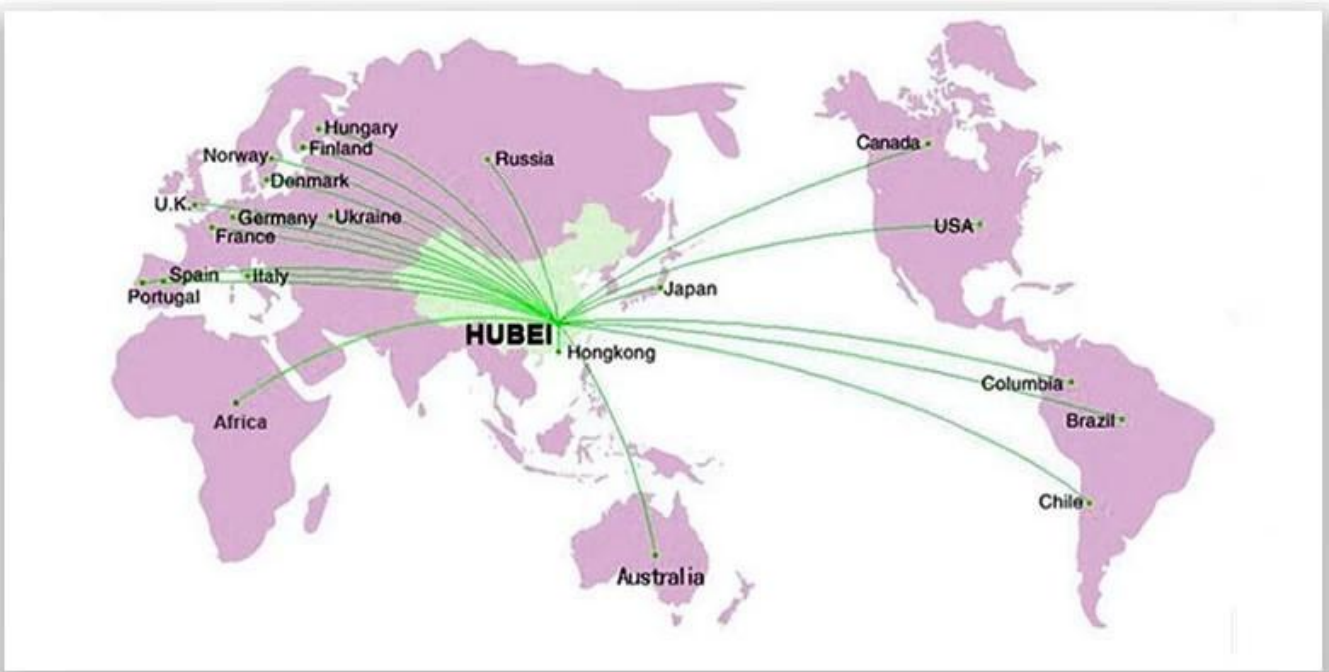 Hungary
Finland
Norway
Russia
Canada
Denmark
U.K.
Germany
Ukraine
USA
France
Spain
Italy
Japan
Portugal
HUBEI
Hongkong
Columbia
Africa
Brazil
Chile
Australia